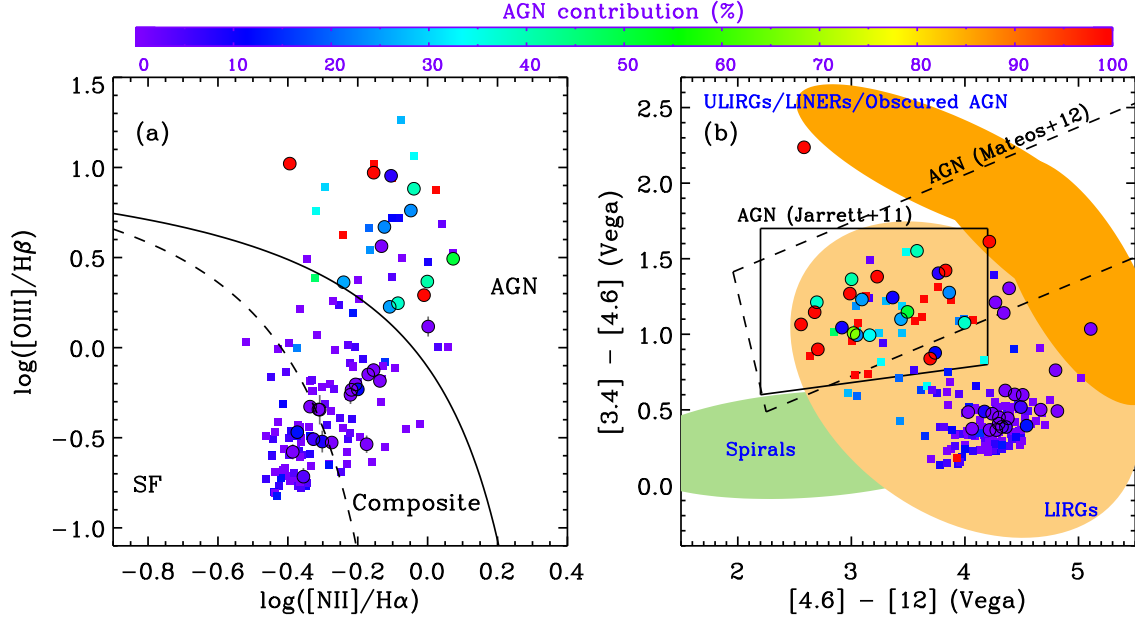 AGN contribution (%)
0 10 20 30 40 50 60 70 80 90 100
(a)
AGN
SF
Composite
1.5
1.0
0.5
0.0
−0.5
−1.0
log([OIII]/Hβ)
−0.8 −0.6 −0.4 −0.2 0.0 0.2 0.4
log([NII]/Hα)
ULIRGs/LINERs/Obscured AGN
(b)
AGN (Mateos+12)
AGN (Jarrett+11)
Spirals
LIRGs
2.5
2.0
1.5
1.0
0.5
0.0
[3.4] − [4.6] (Vega)
2 3 4 5
[4.6] − [12] (Vega)